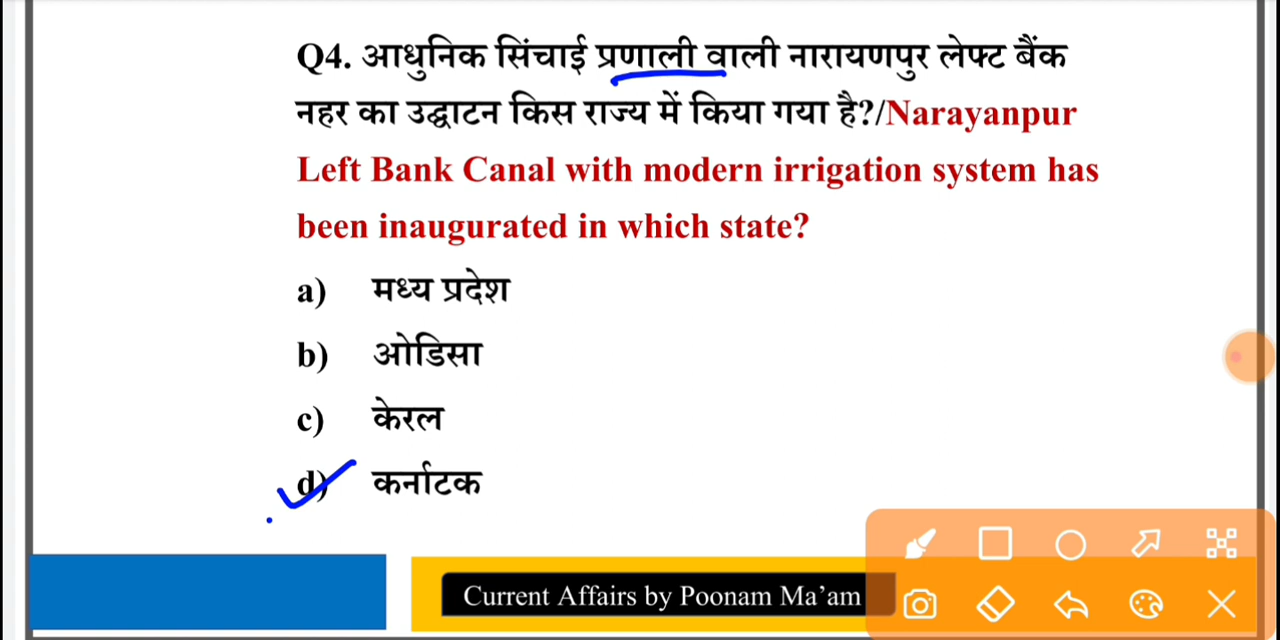 Q4. आधुनिक सिंचाई प्रणाली वाली नारायणपुर लेफ्ट बैंक
नहर का उद्घाटन किस राज्य में किया गया है?/Narayanpur
Left Bank Canal with modern irrigation system has
been inaugurated in which state?
a) मध्य प्रदेश
b) ओडिसा
c) केरल
d) कर्नाटक
Current Affairs by Poonam Ma’am